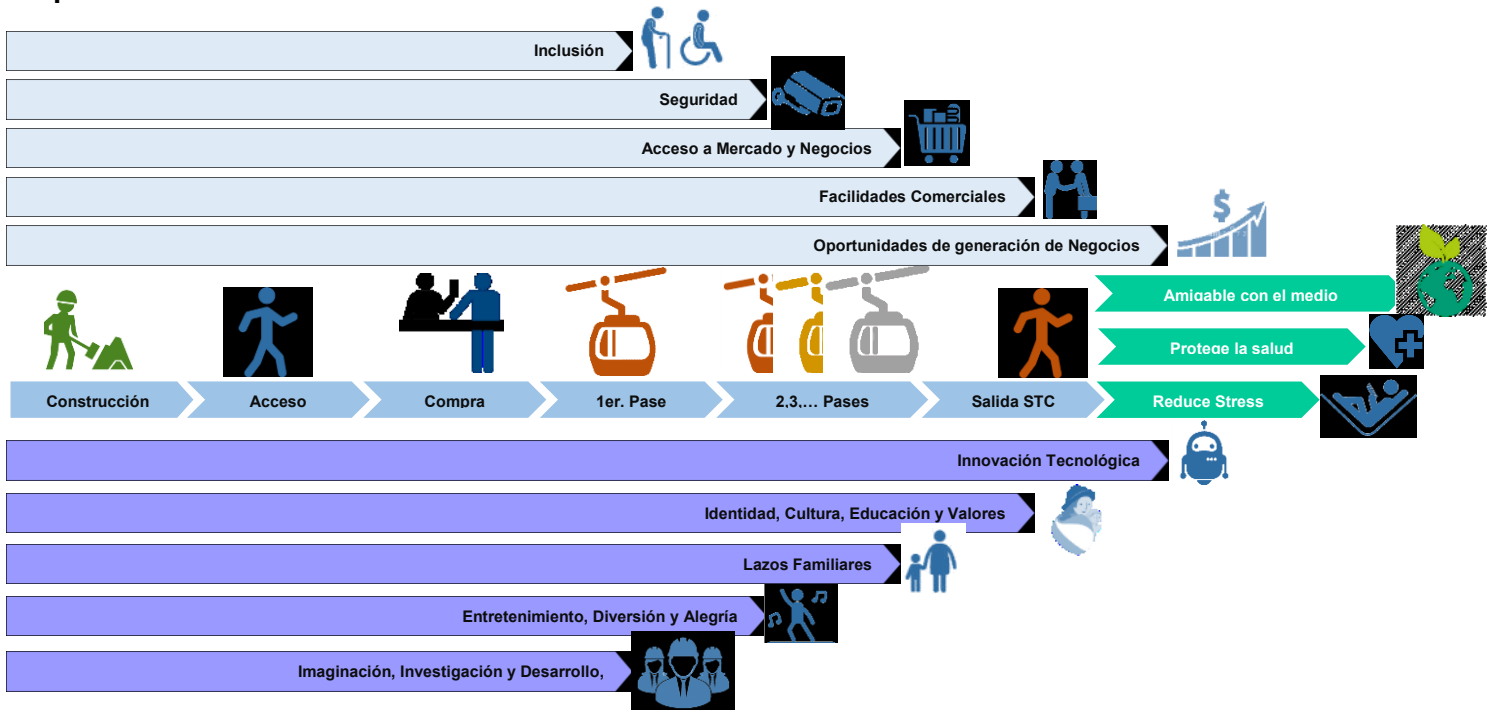 Inclusión
Seguridad
Acceso a Mercado y Negocios
Facilidades Comerciales
Oportunidades de generación de Negocios
$
Amigable con el medio
Protege la salud
Construcción
Acceso
Compra
1er. Pase
2,3,... Pases
Salida STC
Reduce Stress
Innovación Tecnológica
Identidad, Cultura, Educación y Valores
Lazos Familiares
Entretenimiento, Diversión y Alegría
Imaginación, Investigación y Desarrollo,